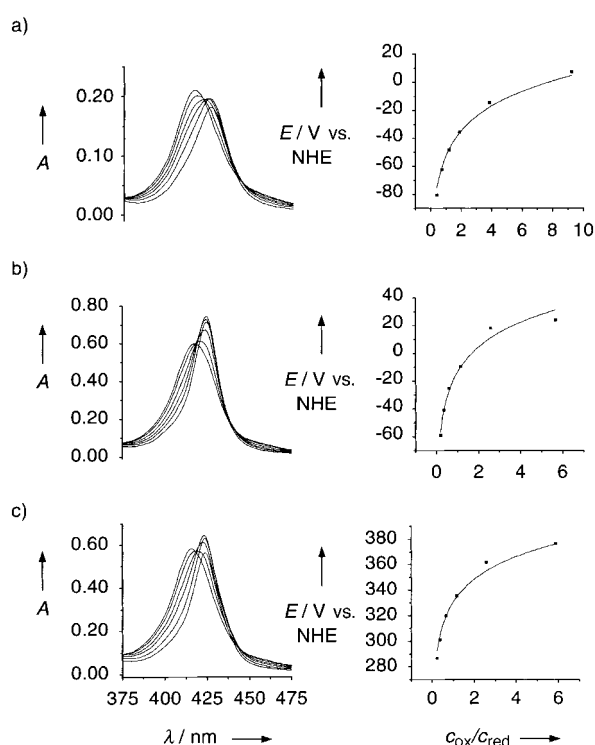 a)
0.20
0.10
0.00
A
E / V vs.
NHE
20
0
-20
-40
-60
-80
0 2 4 6 8 10
b)
0.80
0.60
0.40
0.20
0.00
A
E / V vs.
NHE
40
20
0
-20
-40
-60
0 2 4 6
c)
0.60
0.40
0.20
0.00
A
375 400 425 450 475
λ / nm
E / V vs.
NHE
380
360
340
320
300
280
0 2 4 6
cox/cred